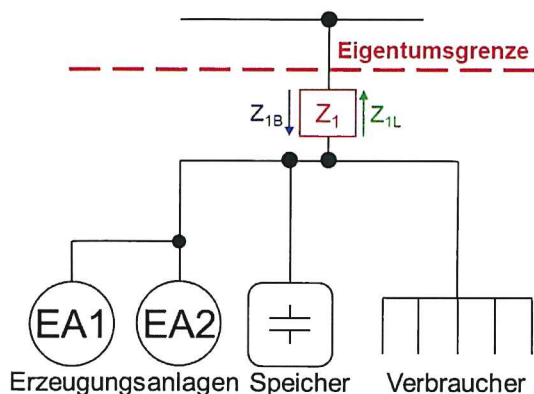 Eigentumsgrenze
Z1B Z1 Z1L
EA1 EA2
Erzeugungsanlagen Speicher Verbraucher